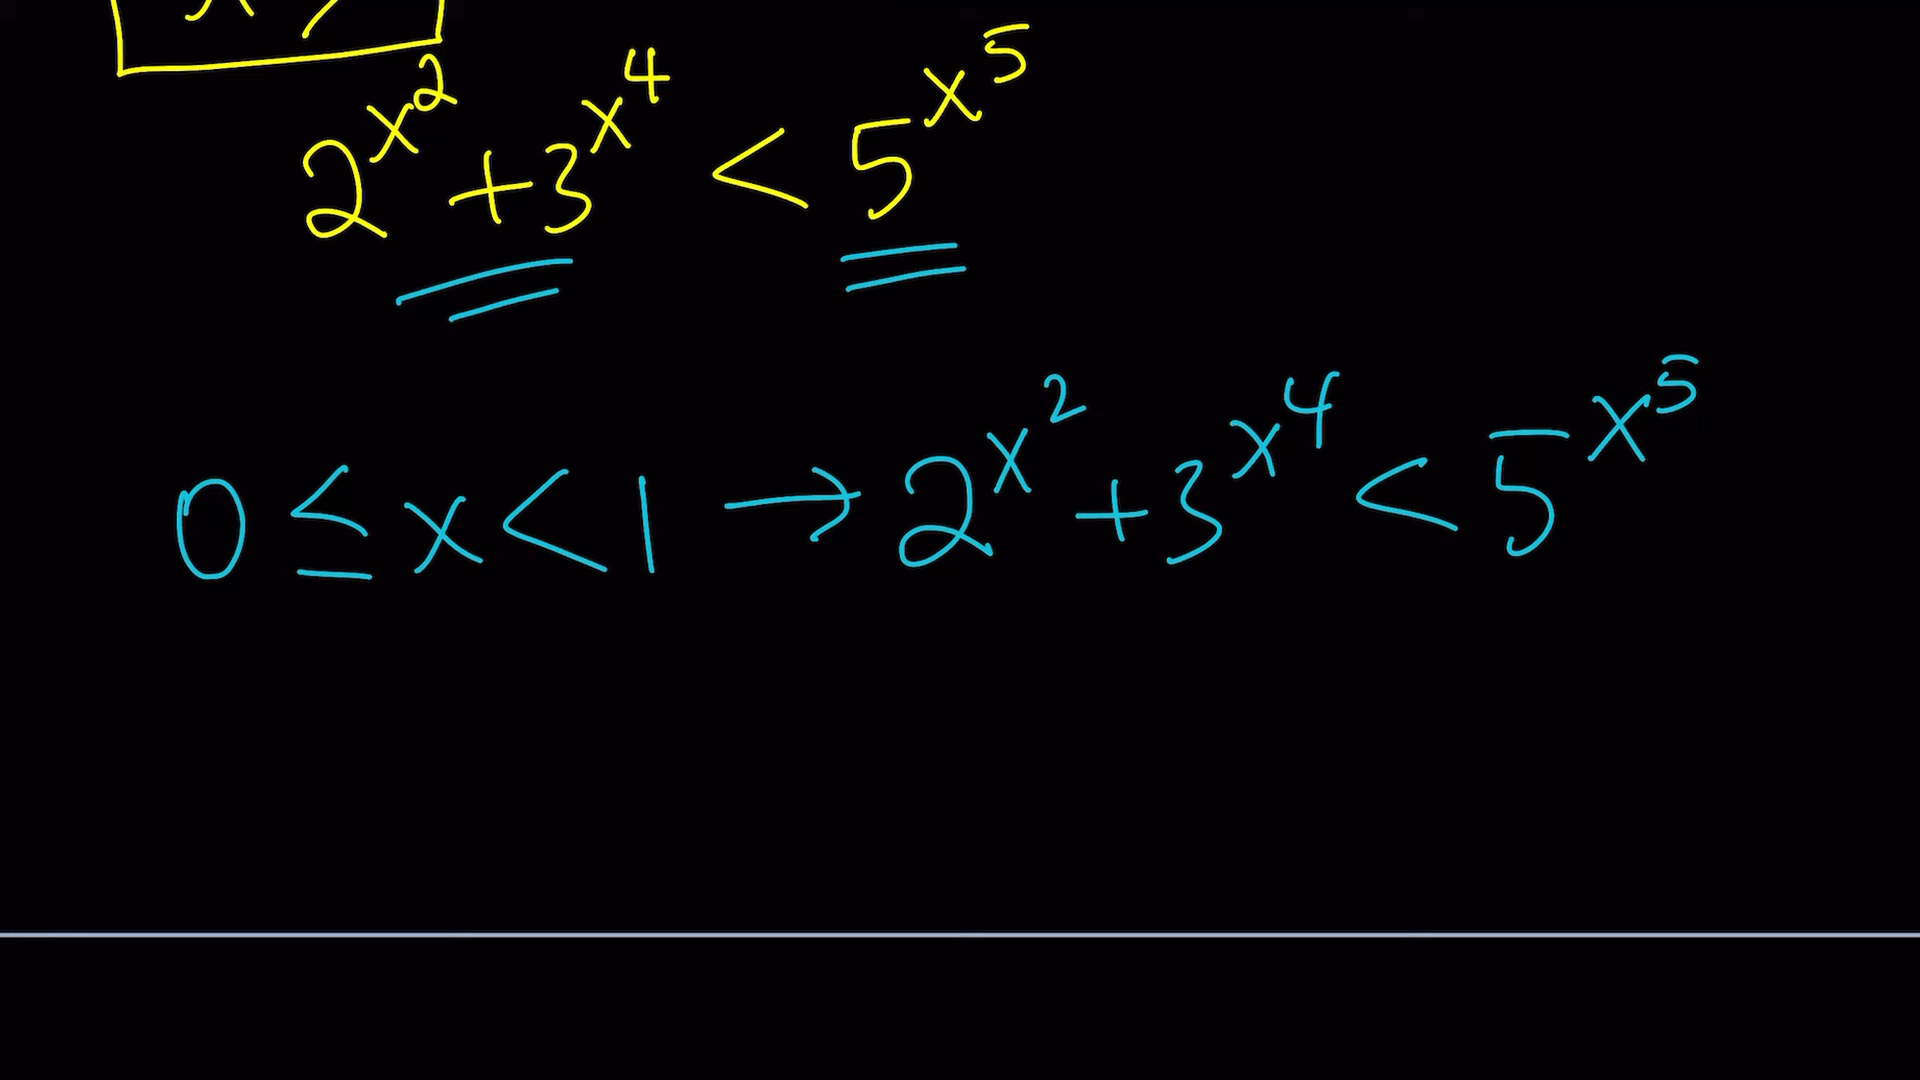 2^{x^2} + 3^{x^4} < 5^{x^5}
0 ≤ x < 1 → 2^{x^2} + 3^{x^4} < 5^{x^5}